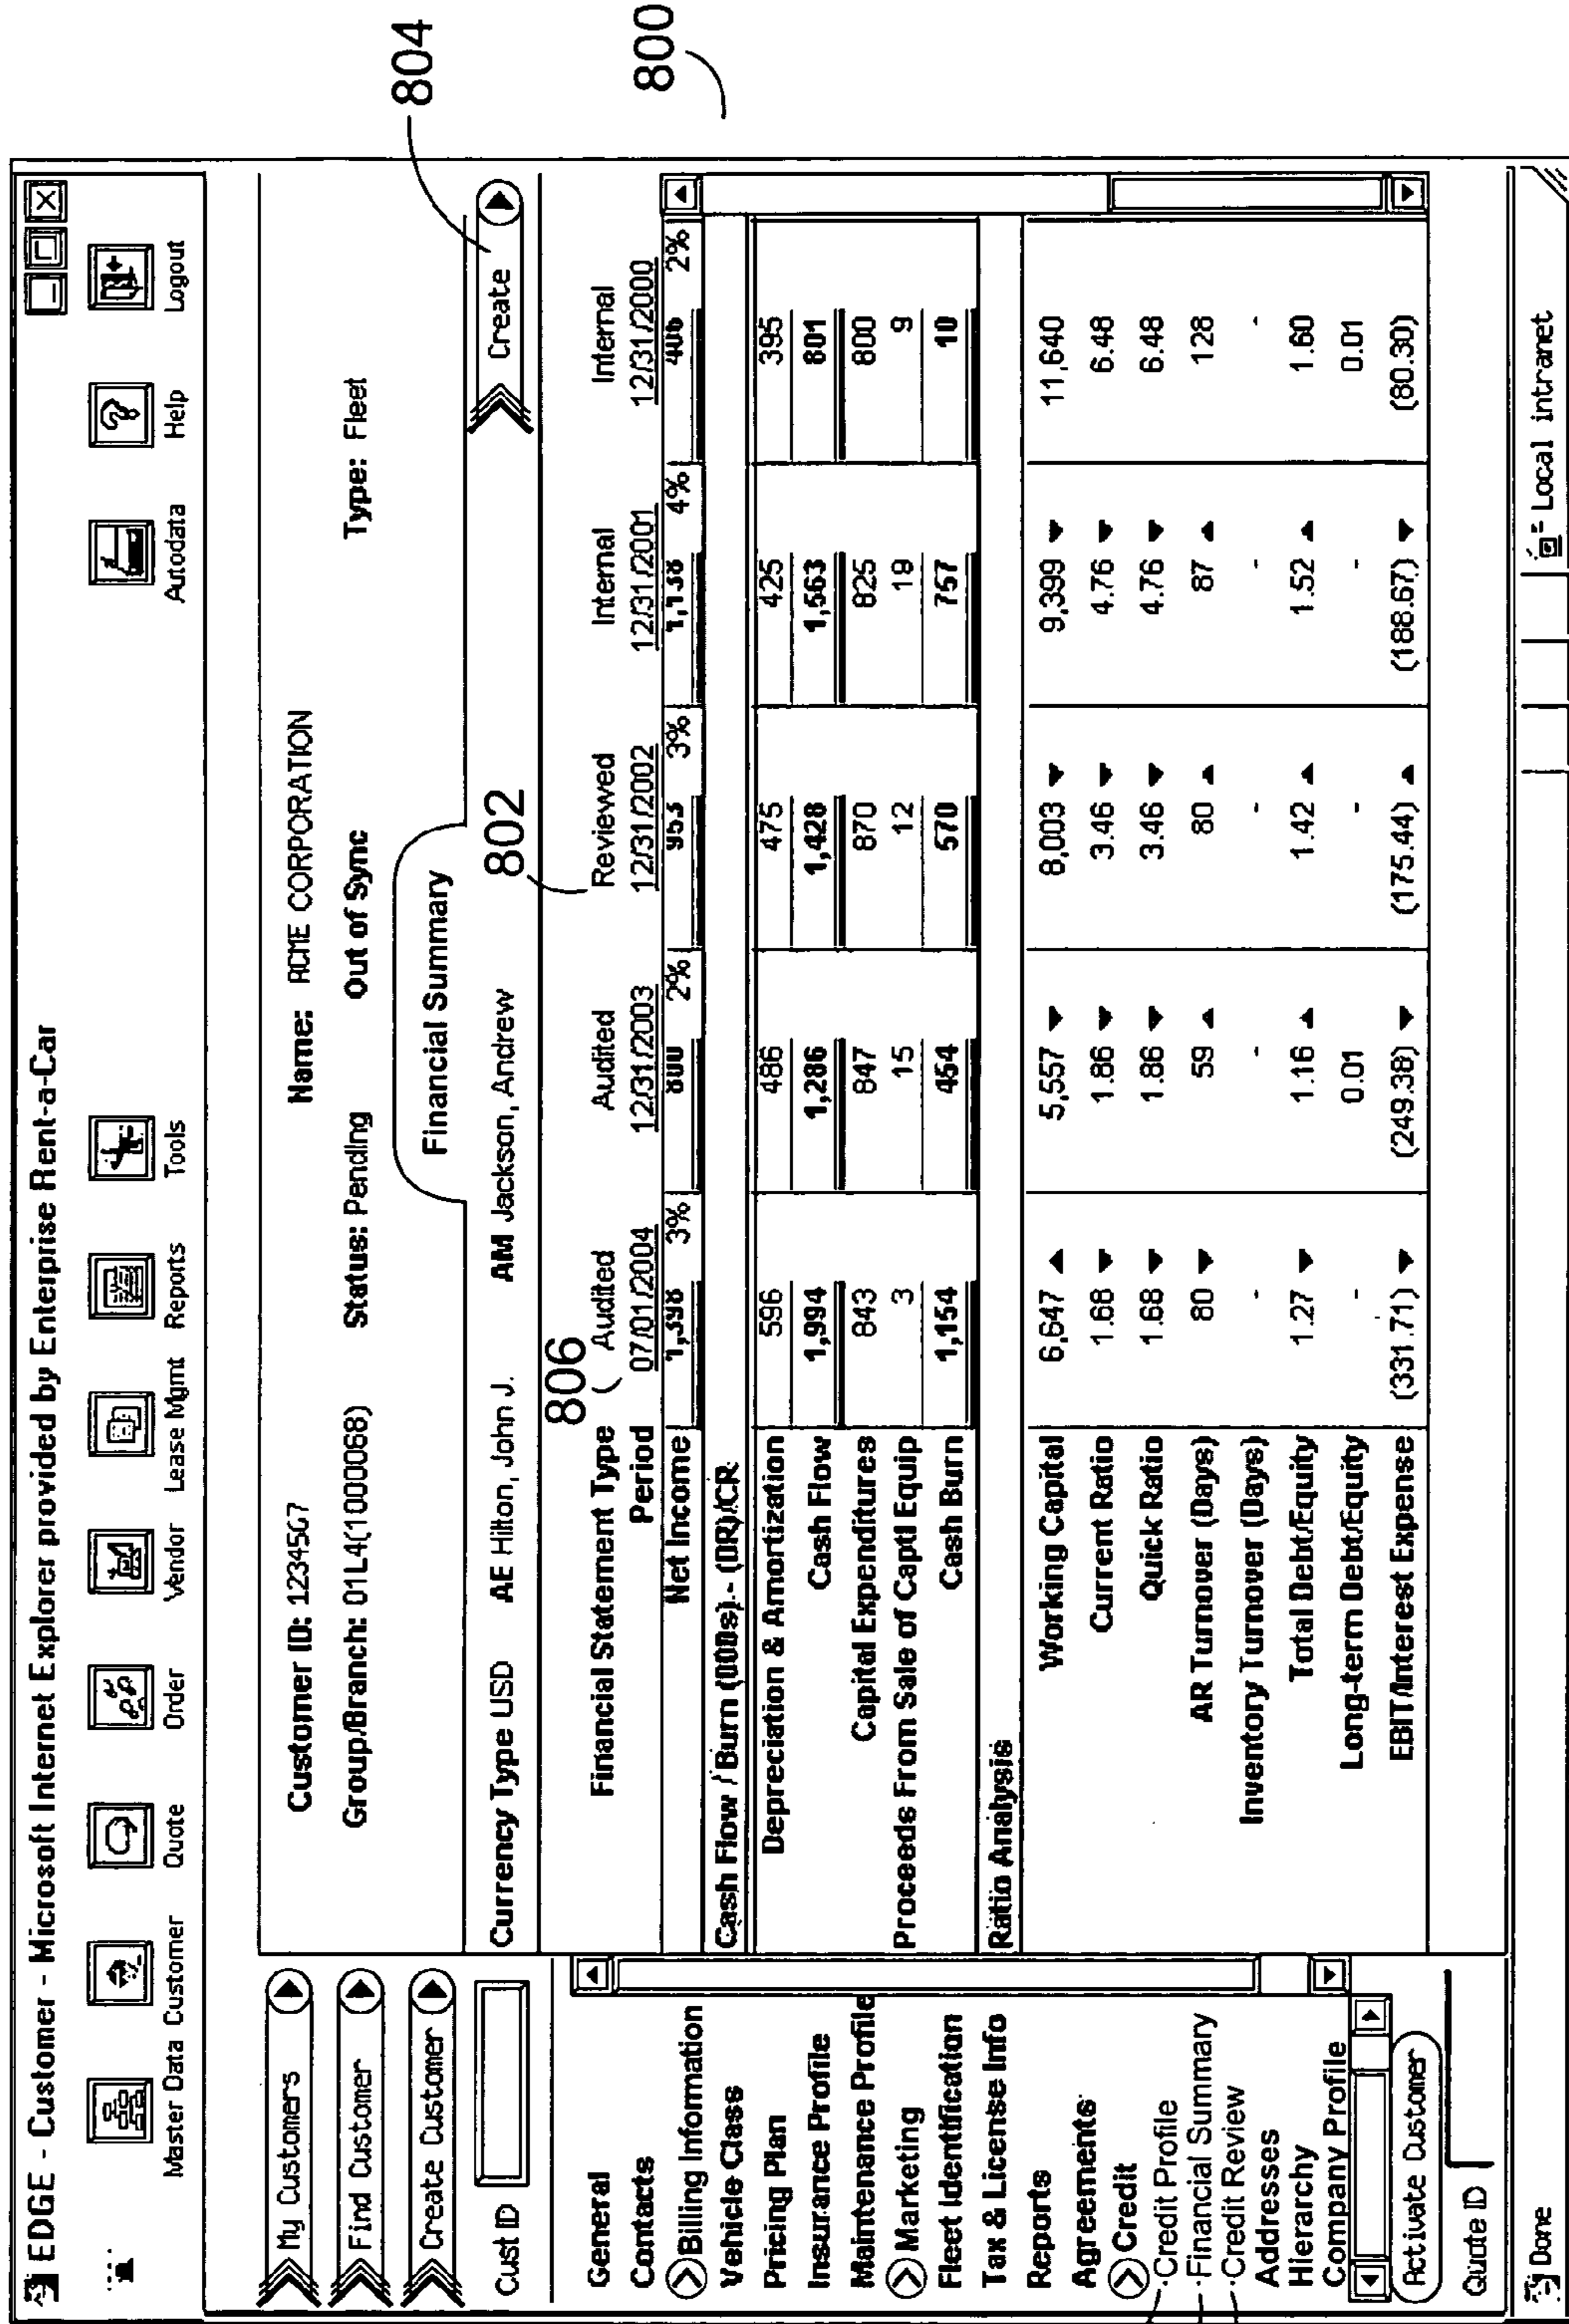 EDGE - Customer - Microsoft Internet Explorer provided by Enterprise Rent-a-Car
Master Data Customer Quote Order Vendor Lease Mgmt Reports Tools Autodata Help Logout
My Customers
Find Customer
Create Customer
Cust ID
General
Contacts
Billing Information
Vehicle Class
Pricing Plan
Insurance Profile
Maintenance Profile
Marketing
Fleet Identification
Tax & License Info
Reports
Agreements
Credit
Credit Profile
Financial Summary
Credit Review
Addresses
Hierarchy
Company Profile
Activate Customer
Quote ID
Customer ID: 1234567 Name: ACME CORPORATION
Group/Branch: 01L4(100068) Status: Pending Out of Sync Type: Fleet
Financial Summary
Currency Type USD AE Hilton, John J. AM Jackson, Andrew Create
804
802
806
800
Financial Statement Type Audited Audited Reviewed Internal Internal
Period 07/01/2004 12/31/2003 12/31/2002 12/31/2001 12/31/2000
Net Income 1,398 3% 800 2% 953 3% 1,138 4% 406 2%
Cash Flow / Burn (000s) - (DR)/CR
Depreciation & Amortization 596 486 475 425 395
Cash Flow 1,994 1,286 1,428 1,563 801
Capital Expenditures 843 847 870 825 800
Proceeds From Sale of Captl Equip 3 15 12 19 9
Cash Burn 1,154 454 570 757 10
Ratio Analysis
Working Capital 6,647 ▲ 5,557 ▼ 8,003 ▼ 9,399 ▼ 11,640
Current Ratio 1.68 ▼ 1.86 ▼ 3.46 ▼ 4.76 ▼ 6.48
Quick Ratio 1.68 ▼ 1.86 ▼ 3.46 ▼ 4.76 ▼ 6.48
AR Turnover (Days) 80 ▼ 59 ▲ 80 ▲ 87 ▲ 128
Inventory Turnover (Days) - - - - -
Total Debt/Equity 1.27 ▼ 1.16 ▲ 1.42 ▲ 1.52 ▲ 1.60
Long-term Debt/Equity - 0.01 - - 0.01
EBIT/Interest Expense (331.71) ▼ (249.38) ▼ (175.44) ▲ (188.67) ▼ (80.30)
Done Local intranet